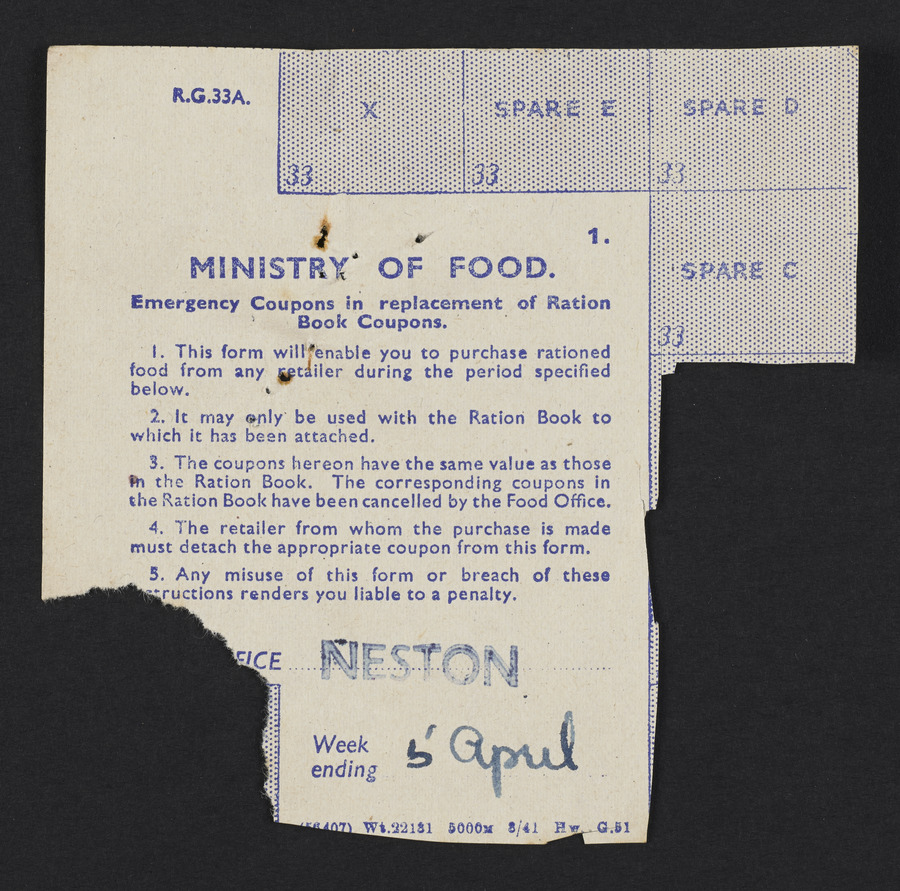 R.G.33A.
X SPARE E SPARE D
33 33 33
1.
MINISTRY OF FOOD.
SPARE C
33
Emergency Coupons in replacement of Ration
Book Coupons.
1. This form will enable you to purchase rationed
food from any retailer during the period specified
below.
2. It may only be used with the Ration Book to
which it has been attached.
3. The coupons hereon have the same value as those
in the Ration Book. The corresponding coupons in
the Ration Book have been cancelled by the Food Office.
4. The retailer from whom the purchase is made
must detach the appropriate coupon from this form.
5. Any misuse of this form or breach of these
structions renders you liable to a penalty.
FICE NESTON
Week
ending 5 April
Wt.22131 5000M 3/41 Hw. G.51